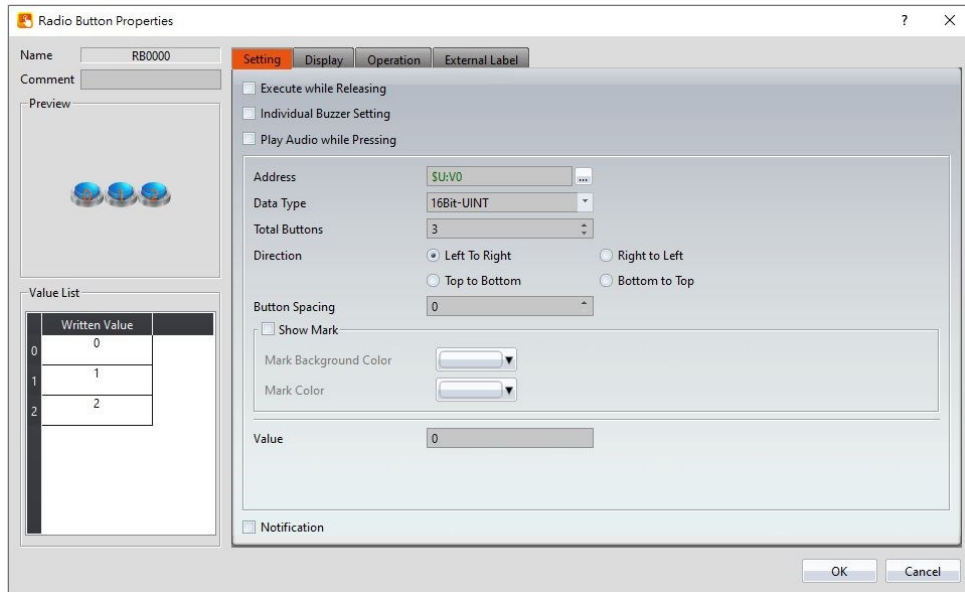 Radio Button Properties ? ×
Name RB0000
Comment
Preview
Value List
Written Value
0 0
1 1
2 2
Setting Display Operation External Label
Execute while Releasing
Individual Buzzer Setting
Play Audio while Pressing
Address $U:V0 ...
Data Type 16Bit-UINT
Total Buttons 3
Direction Left To Right Right to Left
Top to Bottom Bottom to Top
Button Spacing 0
Show Mark
Mark Background Color
Mark Color
Value 0
Notification
OK Cancel